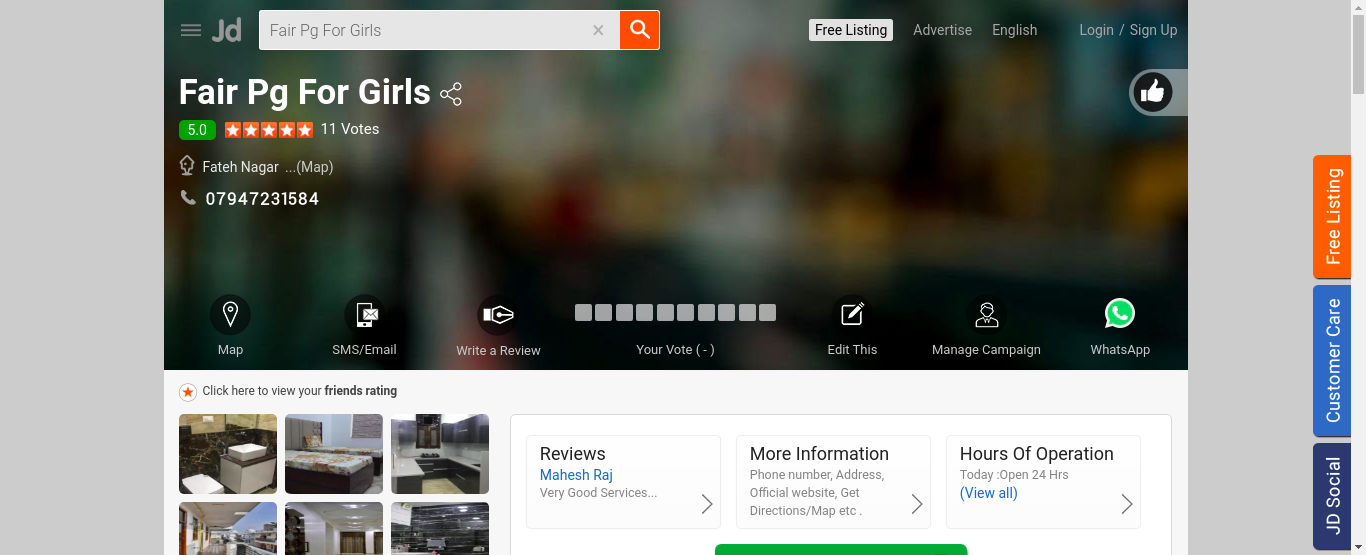 Jd
Fair Pg For Girls
Free Listing
Advertise
English
Login / Sign Up
Fair Pg For Girls
5.0
11 Votes
Fateh Nagar ...(Map)
07947231584
Map
SMS/Email
Write a Review
Your Vote ( - )
Edit This
Manage Campaign
WhatsApp
Click here to view your friends rating
Reviews
Mahesh Raj
Very Good Services...
More Information
Phone number, Address,
Official website, Get
Directions/Map etc .
Hours Of Operation
Today :Open 24 Hrs
(View all)
Free Listing
Customer Care
JD Social